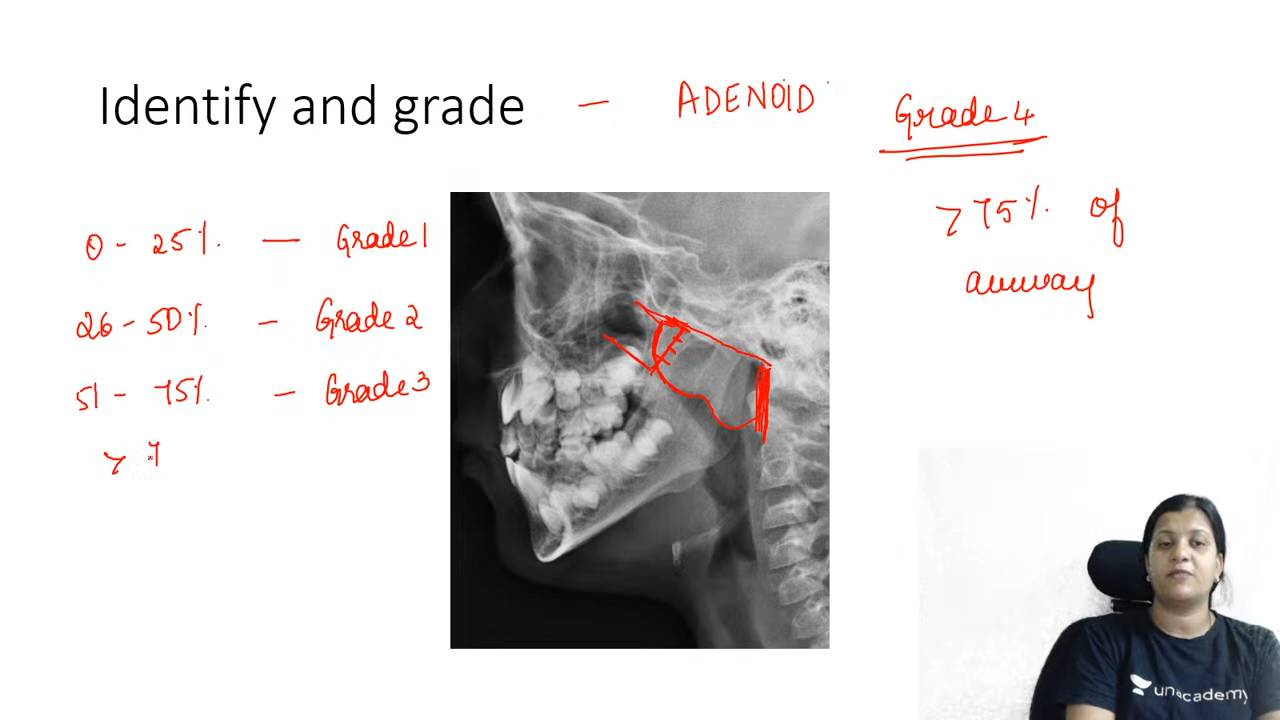 Identify and grade - ADENOID
Grade 4
>75% of
airway
0 - 25% - Grade 1
26 - 50% - Grade 2
51 - 75% - Grade 3
> 7
unacademy